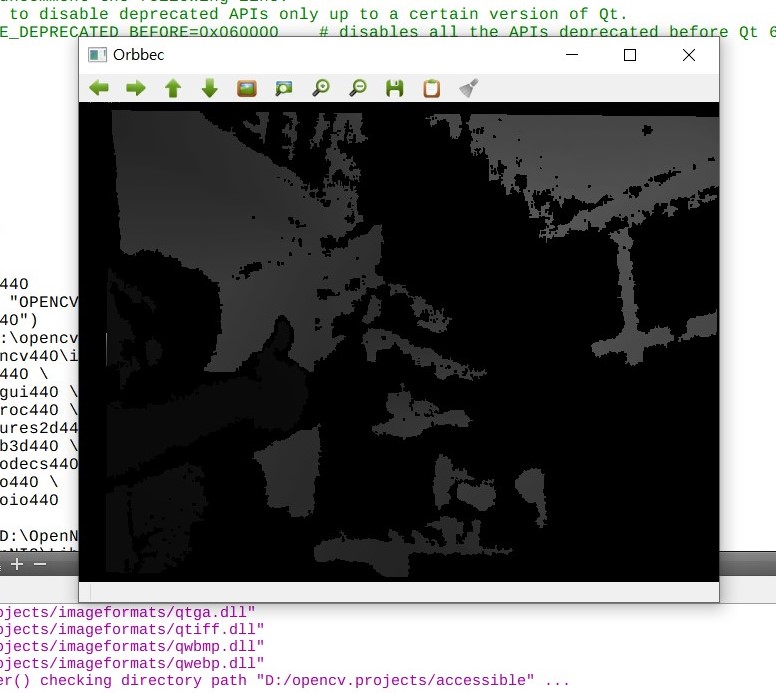 to disable deprecated APIs only up to a certain version of Qt.
E_DEPRECATED_BEFORE=0x060000    # disables all the APIs deprecated before Qt 6
Orbbec
440
"OPENCV
40")
:\opencv
ncv440\i
440 \
gui440 \
roc440 \
ures2d44
b3d440 \
odecs440
o440 \
oio440
D:\OpenN
ojects/imageformats/qtga.dll"
ojects/imageformats/qtiff.dll"
ojects/imageformats/qwbmp.dll"
ojects/imageformats/qwebp.dll"
er() checking directory path "D:/opencv.projects/accessible" ...